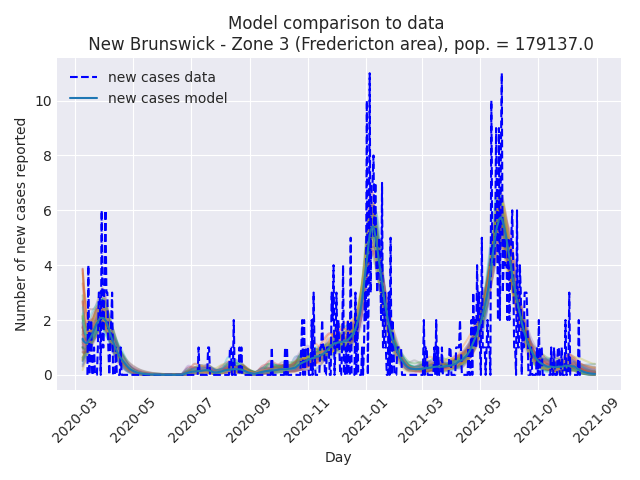 Model comparison to data
New Brunswick - Zone 3 (Fredericton area), pop. = 179137.0
new cases data
new cases model
Number of new cases reported
10
8
6
4
2
0
2020-03
2020-05
2020-07
2020-09
2020-11
2021-01
2021-03
2021-05
2021-07
2021-09
Day